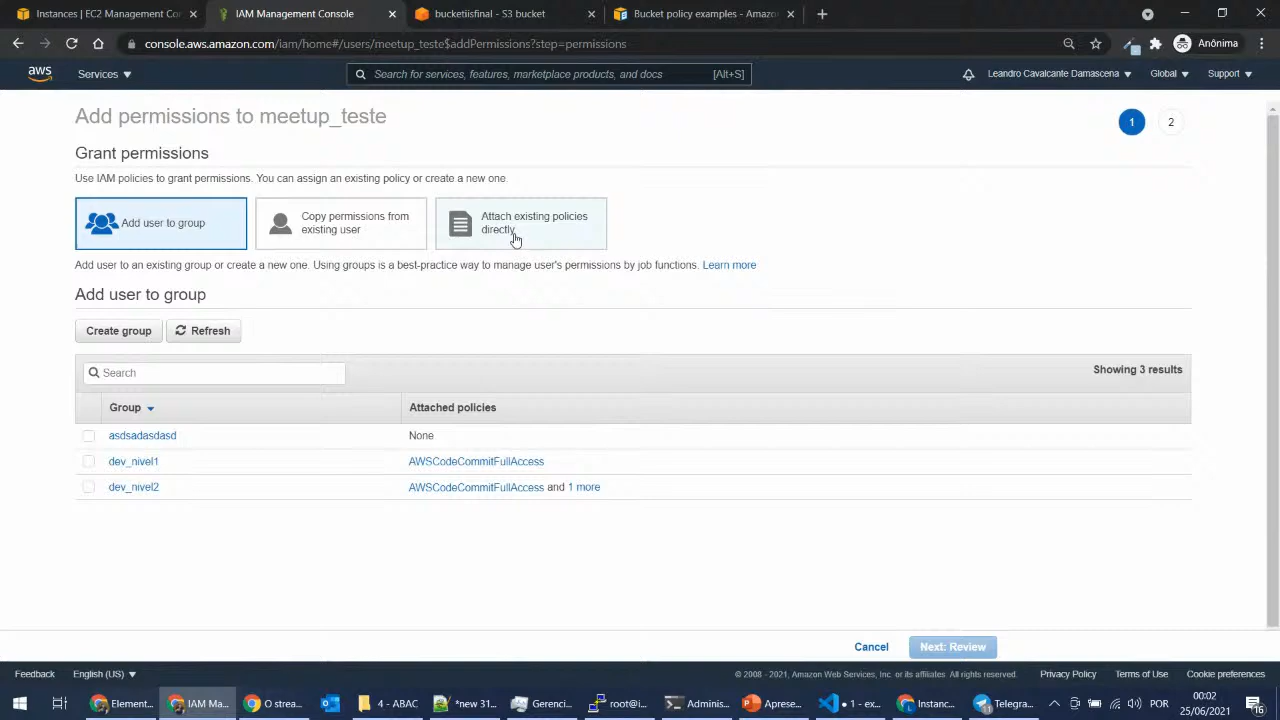 Instances | EC2 Management Con
IAM Management Console
bucketiisfinal - S3 bucket
Bucket policy examples - Amazo
console.aws.amazon.com/iam/home#/users/meetup_teste$addPermissions?step=permissions
Anônima
aws
Services
Search for services, features, marketplace products, and docs
[Alt+S]
Leandro Cavalcante Damascena
Global
Support
Add permissions to meetup_teste
1
2
Grant permissions
Use IAM policies to grant permissions. You can assign an existing policy or create a new one.
Add user to group
Copy permissions from
existing user
Attach existing policies
directly
Add user to an existing group or create a new one. Using groups is a best-practice way to manage user's permissions by job functions. Learn more
Add user to group
Create group
Refresh
Search
Showing 3 results
Group
Attached policies
asdsadasdasd
None
dev_nivel1
AWSCodeCommitFullAccess
dev_nivel2
AWSCodeCommitFullAccess and 1 more
Cancel
Next: Review
Feedback
English (US)
© 2008 - 2021, Amazon Web Services, Inc. or its affiliates. All rights reserved.
Privacy Policy
Terms of Use
Cookie preferences
Element...
IAM Ma...
O strea...
4 - ABAC
*new 31...
Gerenci...
root@i...
Adminis...
Aprese...
1 - ex...
Instanc...
Telegra...
POR
00:02
25/06/2021